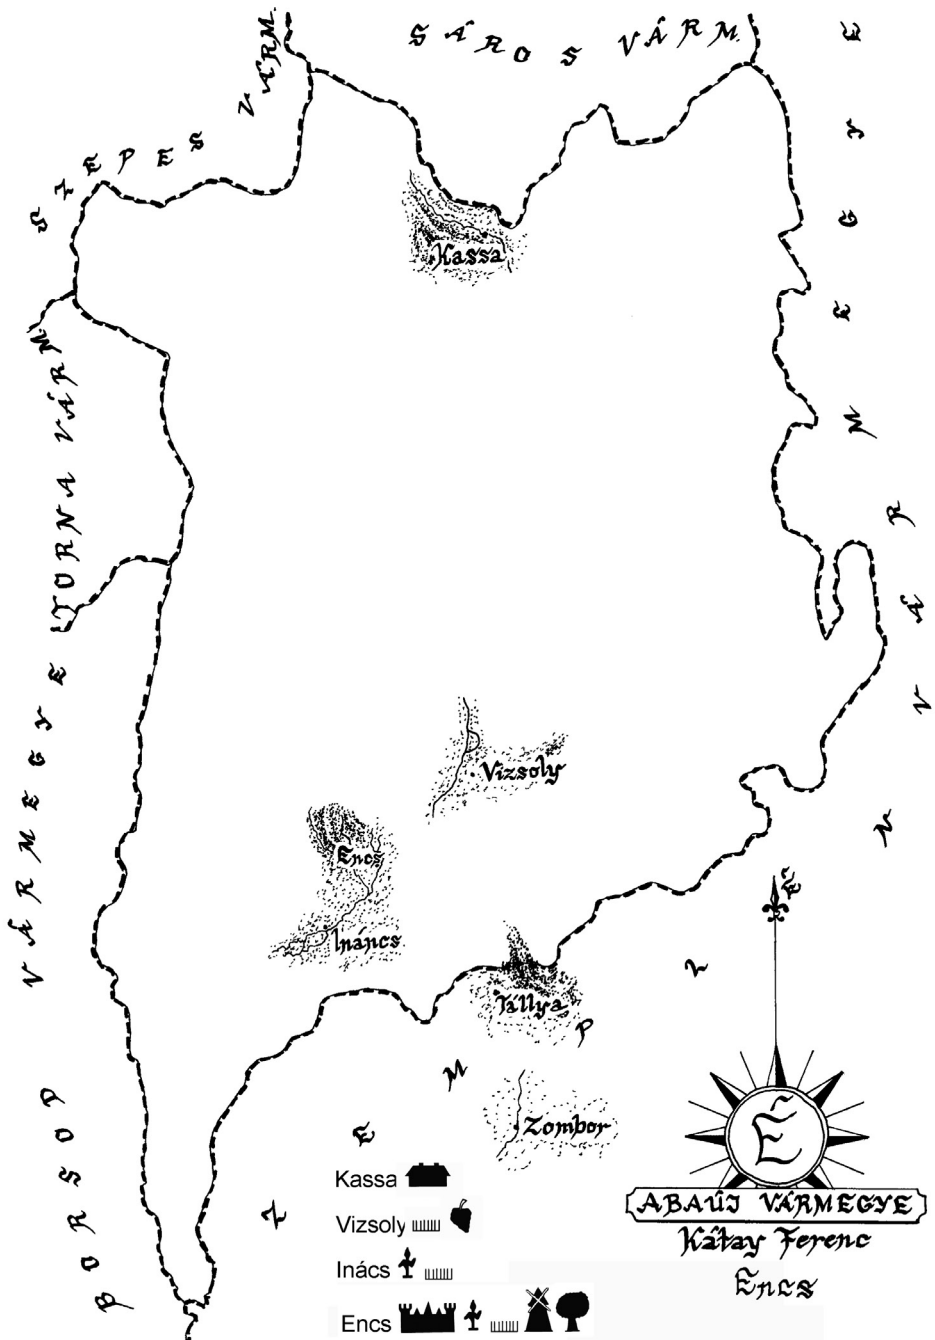 SÁROS VÁRM.
SZEPES VÁRM.
TORNA VÁRM.
BORSOD VÁRMEGYE
ZEMPLÉN VÁRMEGYE
Kassa
Vizsoly
Encs
Ináncs
Tállya
Zombor
É
É
ABAÚJ VÁRMEGYE
Kátay Ferenc
Encs
Kassa
Vizsoly
Inács
Encs